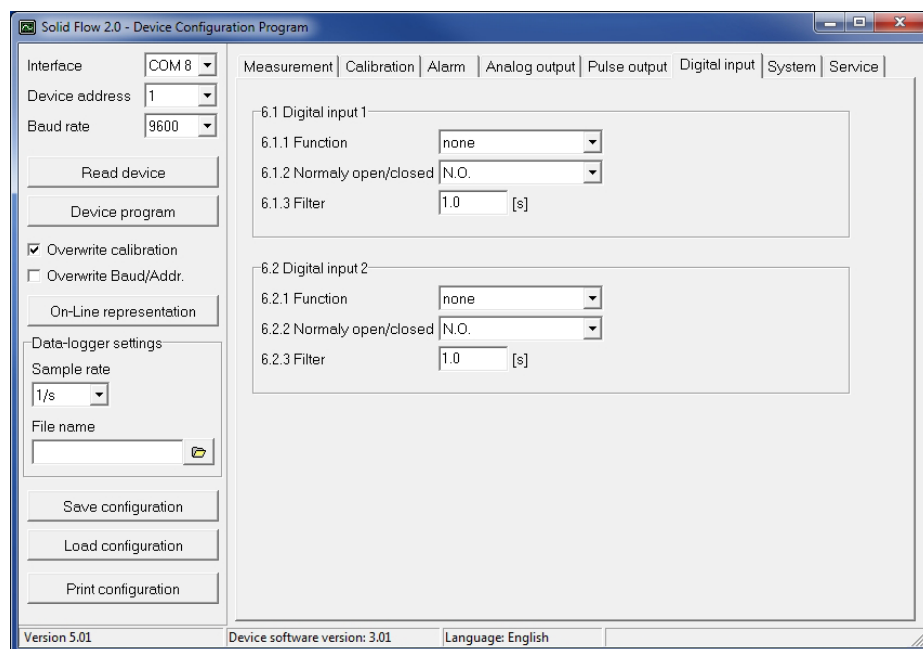 Solid Flow 2.0 - Device Configuration Program
Interface
COM 8
Device address
1
Baud rate
9600
Read device
Device program
Overwrite calibration
Overwrite Baud/Addr.
On-Line representation
Data-logger settings
Sample rate
1/s
File name
Save configuration
Load configuration
Print configuration
Measurement Calibration Alarm Analog output Pulse output Digital input System Service
6.1 Digital input 1
6.1.1 Function none
6.1.2 Normaly open/closed N.O.
6.1.3 Filter 1.0 [s]
6.2 Digital input 2
6.2.1 Function none
6.2.2 Normaly open/closed N.O.
6.2.3 Filter 1.0 [s]
Version 5.01 Device software version: 3.01 Language: English